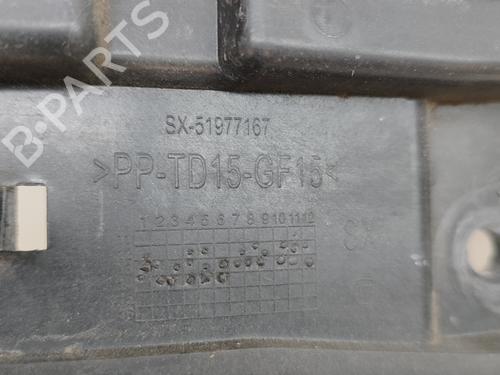 B-PARTS
SX-51977167
>PP-TD15-GF15<
1 2 3 4 5 6 7 8 9 10 11 12